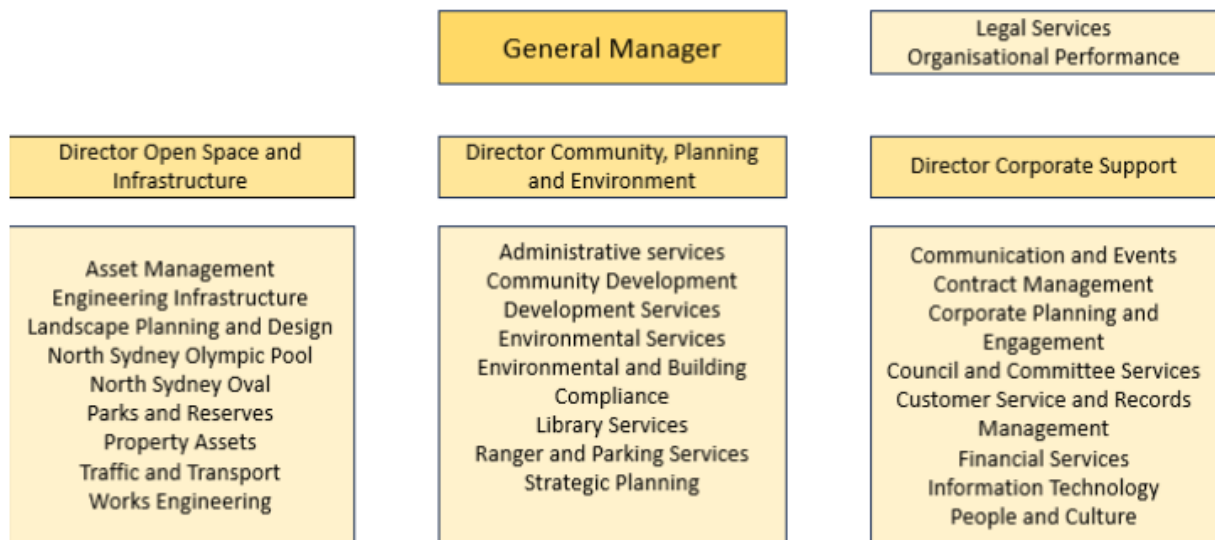 General Manager
Legal Services
Organisational Performance
Director Open Space and
Infrastructure
Director Community, Planning
and Environment
Director Corporate Support
Asset Management
Engineering Infrastructure
Landscape Planning and Design
North Sydney Olympic Pool
North Sydney Oval
Parks and Reserves
Property Assets
Traffic and Transport
Works Engineering
Administrative services
Community Development
Development Services
Environmental Services
Environmental and Building
Compliance
Library Services
Ranger and Parking Services
Strategic Planning
Communication and Events
Contract Management
Corporate Planning and
Engagement
Council and Committee Services
Customer Service and Records
Management
Financial Services
Information Technology
People and Culture